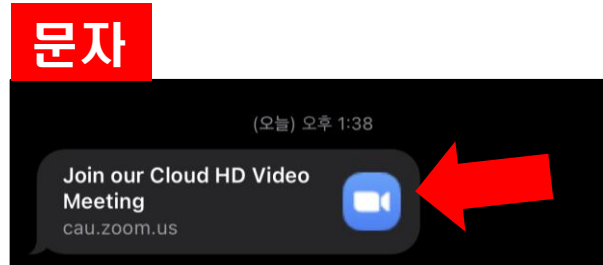 문자
(오늘) 오후 1:38
Join our Cloud HD Video
Meeting
cau.zoom.us